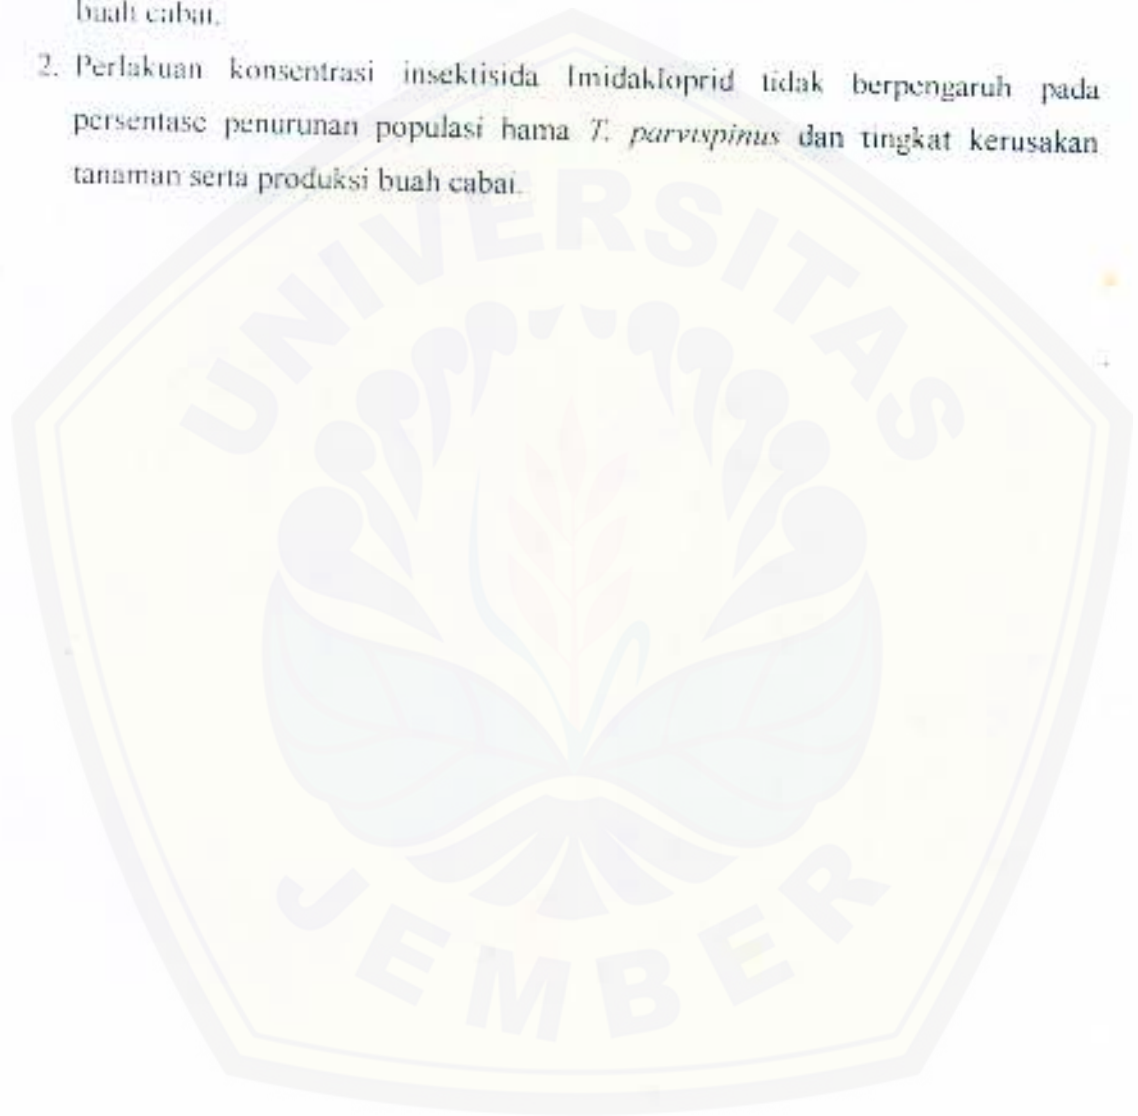 buah cabai.
2. Perlakuan konsentrasi insektisida Imidakloprid tidak berpengaruh pada
persentase penurunan populasi hama T. parvispinus dan tingkat kerusakan
tanaman serta produksi buah cabai.
UNIVERSITAS
JEMBER